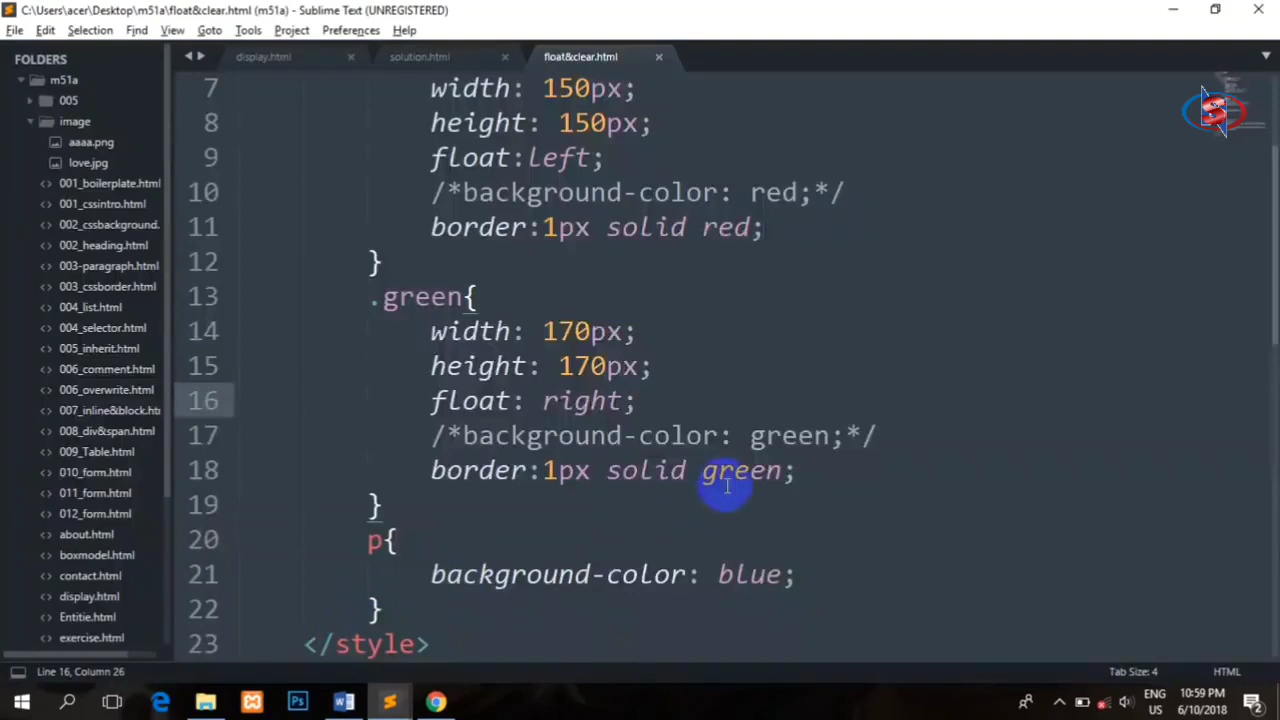 C:\Users\acer\Desktop\m51a\float&clear.html (m51a) - Sublime Text (UNREGISTERED)
File Edit Selection Find View Goto Tools Project Preferences Help
FOLDERS
m51a
005
image
aaaa.png
love.jpg
001_boilerplate.html
001_cssintro.html
002_cssbackground.
002_heading.html
003-paragraph.html
003_cssborder.html
004_list.html
004_selector.html
005_inherit.html
006_comment.html
006_overwrite.html
007_inline&block.htm
008_div&span.html
009_Table.html
010_form.html
011_form.html
012_form.html
about.html
boxmodel.html
contact.html
display.html
Entitie.html
exercise.html
display.html solution.html float&clear.html
7 width: 150px;
8 height: 150px;
9 float:left;
10 /*background-color: red;*/
11 border:1px solid red;
12 }
13 .green{
14 width: 170px;
15 height: 170px;
16 float: right;
17 /*background-color: green;*/
18 border:1px solid green;
19 }
20 p{
21 background-color: blue;
22 }
23 </style>
S
Line 16, Column 26 Tab Size: 4 HTML
ENG
US
10:59 PM
6/10/2018
2